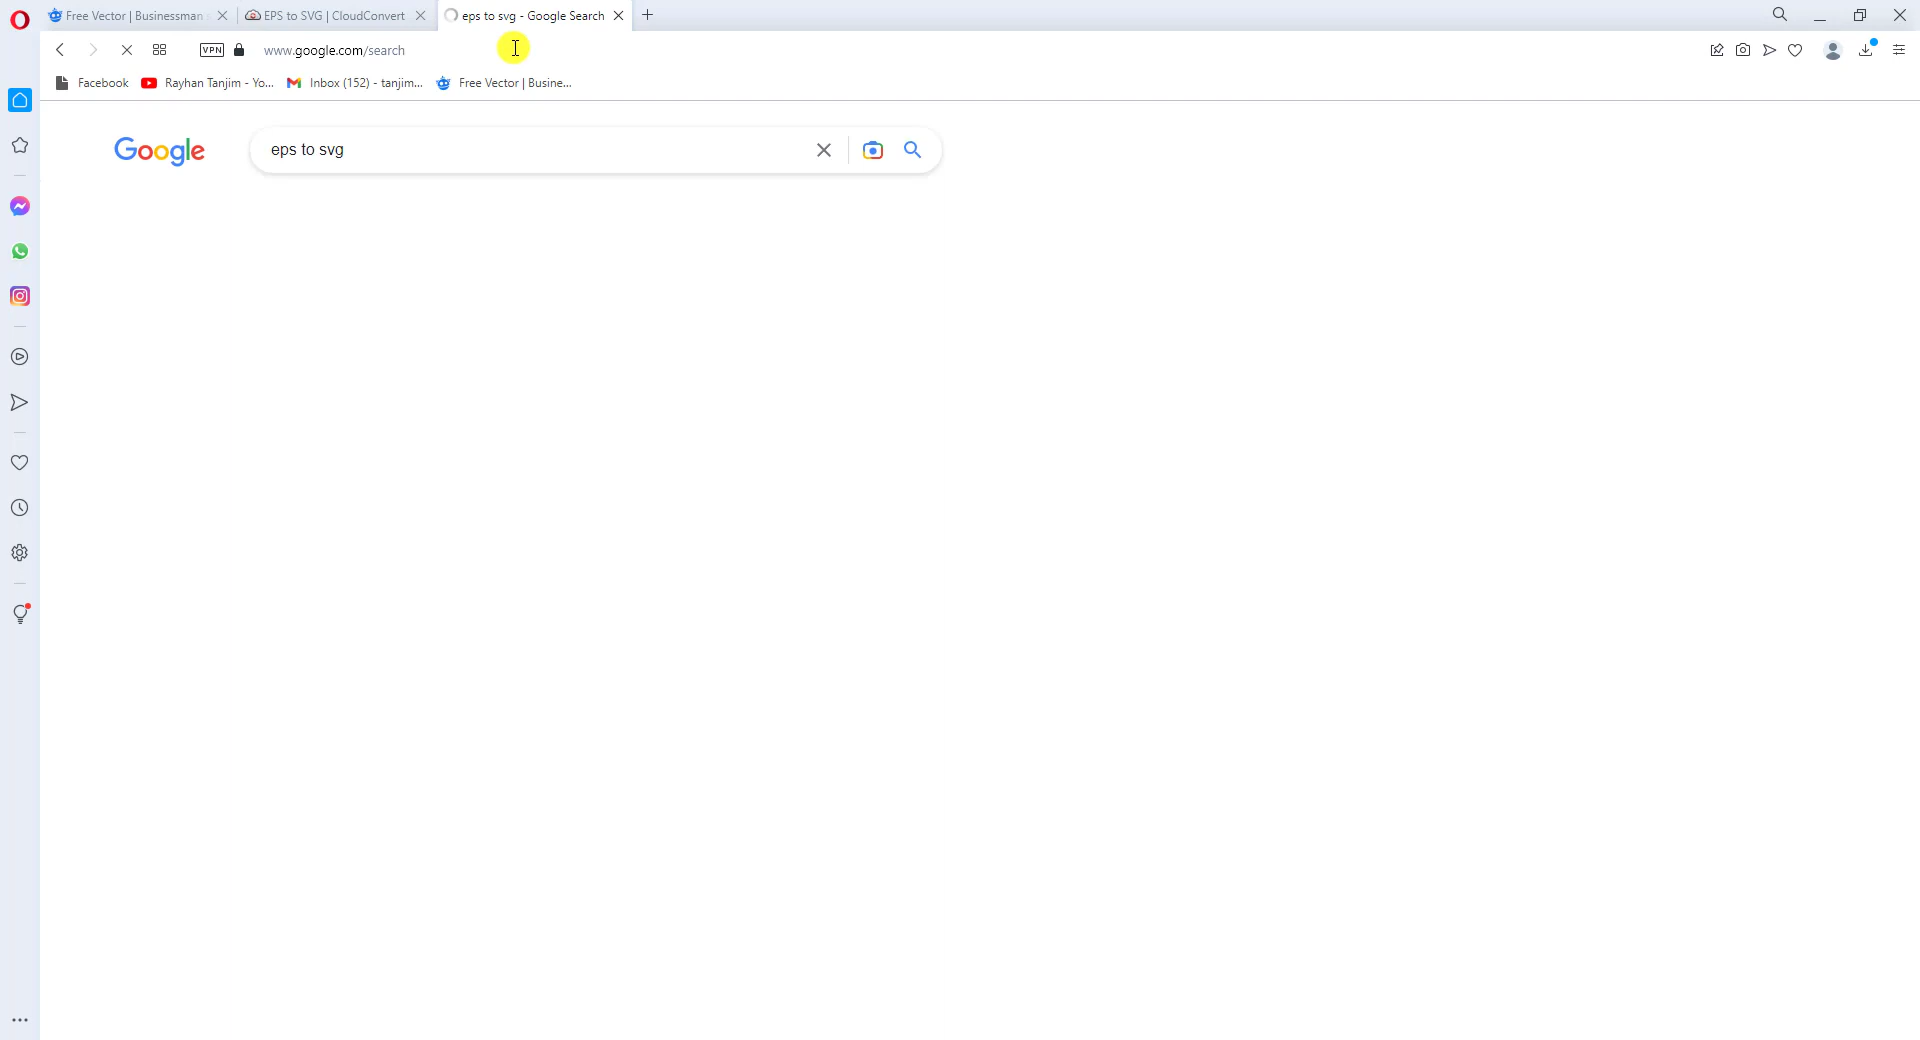 Free Vector | Businessman
EPS to SVG | CloudConvert
eps to svg - Google Search
VPN
www.google.com/search
Facebook
Rayhan Tanjim - Yo...
Inbox (152) - tanjim...
Free Vector | Busine...
Google
eps to svg